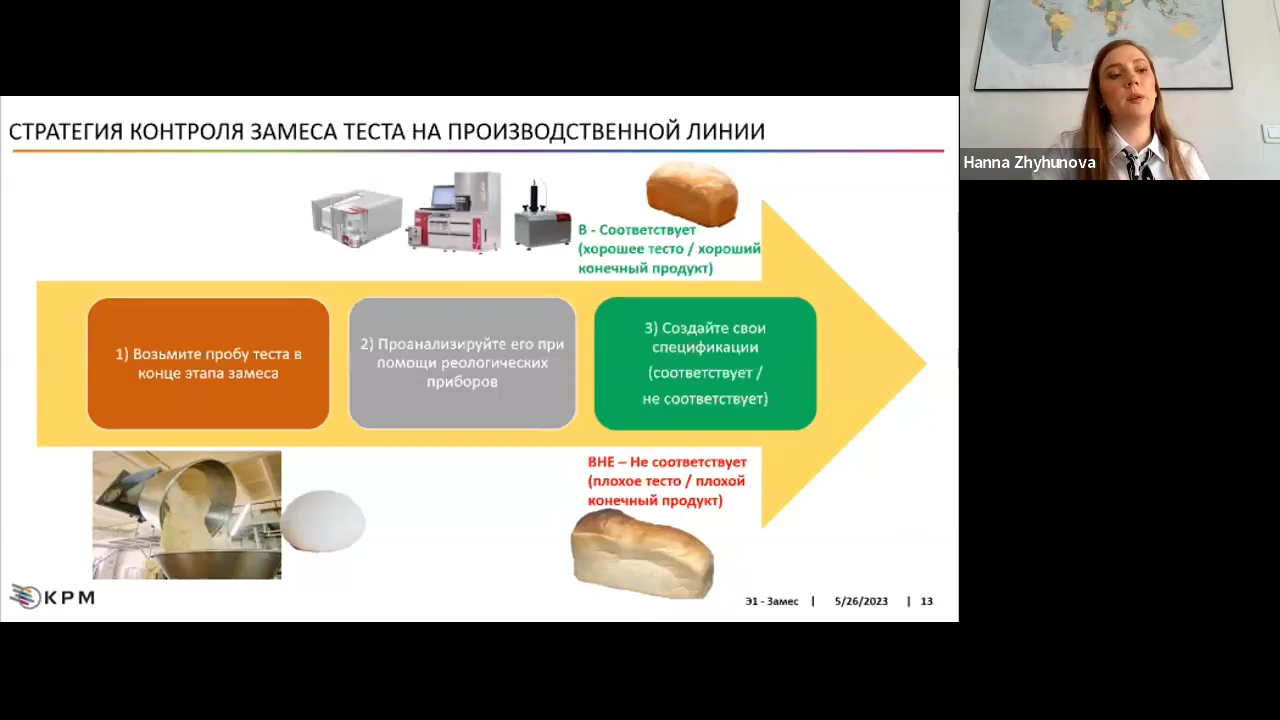 СТРАТЕГИЯ КОНТРОЛЯ ЗАМЕСА ТЕСТА НА ПРОИЗВОДСТВЕННОЙ ЛИНИИ
Hanna Zhyhunova
В - Соответствует
(хорошее тесто / хороший
конечный продукт)
1) Возьмите пробу теста в
конце этапа замеса
2) Проанализируйте его при
помощи реологических
приборов
3) Создайте свои
спецификации
(соответствует /
не соответствует)
ВНЕ – Не соответствует
(плохое тесто / плохой
конечный продукт)
КРМ
Э1 - Замес | 5/26/2023 | 13